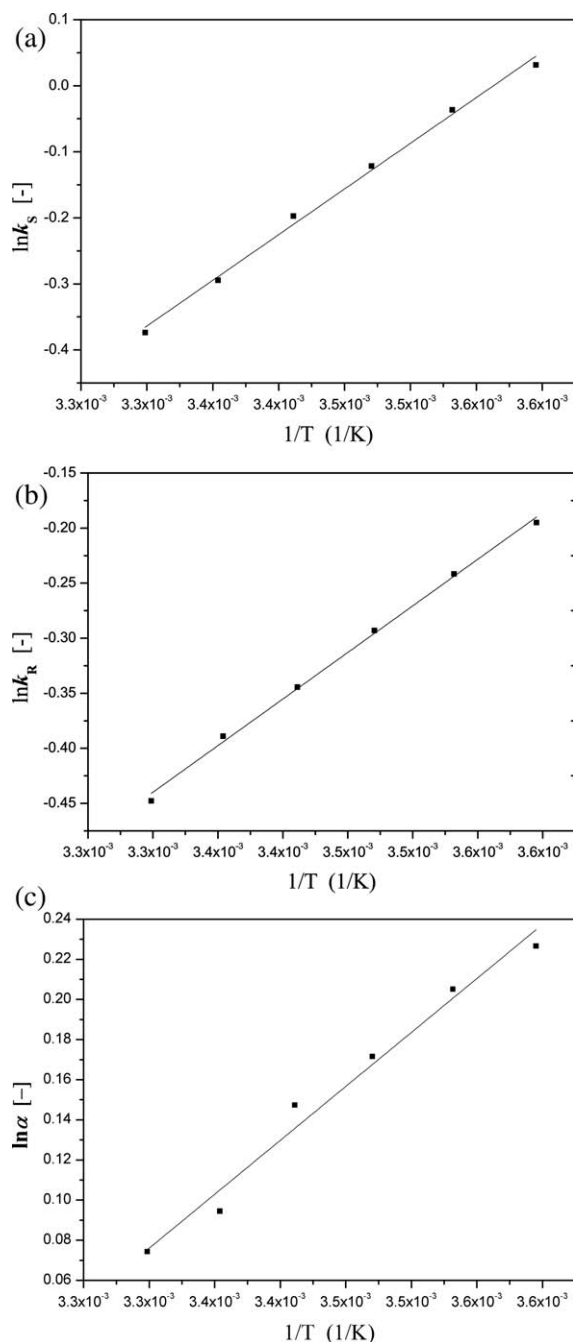 (a)
0.1
0.0
-0.1
-0.2
-0.3
-0.4
lnk_S [-]
3.3x10⁻³ 3.3x10⁻³ 3.4x10⁻³ 3.4x10⁻³ 3.5x10⁻³ 3.5x10⁻³ 3.6x10⁻³ 3.6x10⁻³
1/T (1/K)
(b)
-0.15
-0.20
-0.25
-0.30
-0.35
-0.40
-0.45
lnk_R [-]
3.3x10⁻³ 3.3x10⁻³ 3.4x10⁻³ 3.4x10⁻³ 3.5x10⁻³ 3.5x10⁻³ 3.6x10⁻³ 3.6x10⁻³
1/T (1/K)
(c)
0.24
0.22
0.20
0.18
0.16
0.14
0.12
0.10
0.08
0.06
lnα [−]
3.3x10⁻³ 3.3x10⁻³ 3.4x10⁻³ 3.4x10⁻³ 3.5x10⁻³ 3.5x10⁻³ 3.6x10⁻³ 3.6x10⁻³
1/T (1/K)